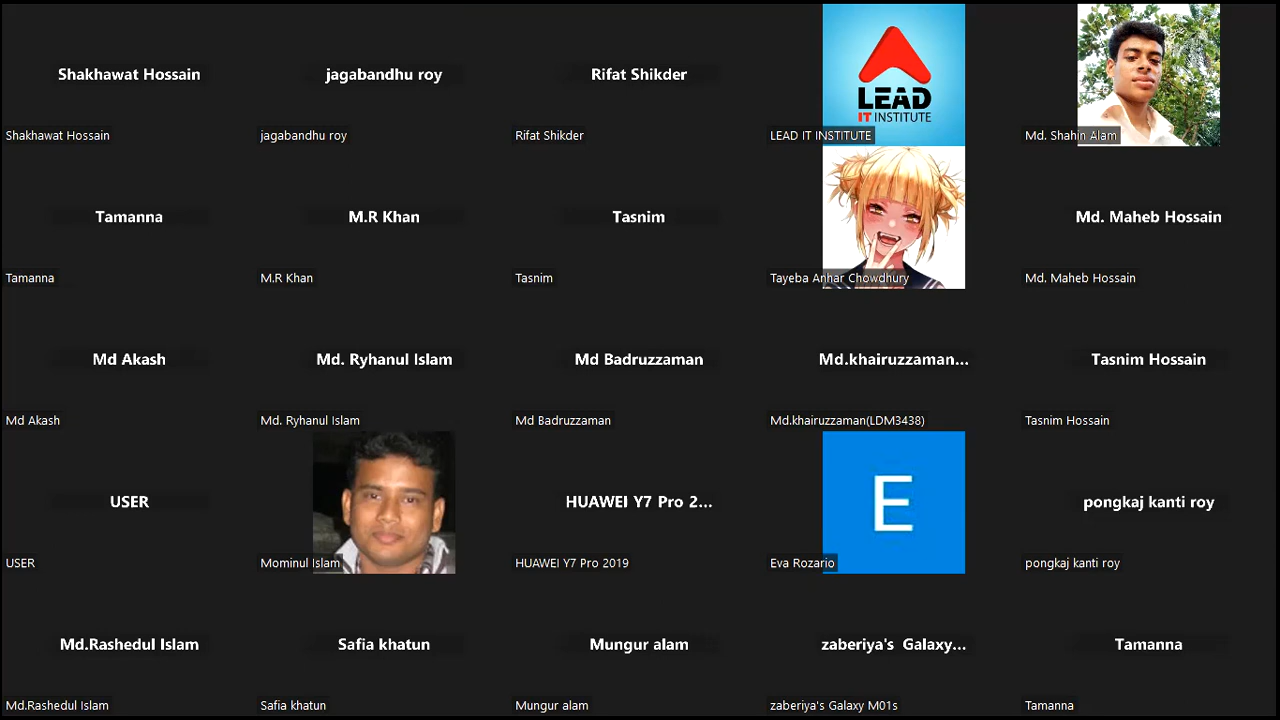 Shakhawat Hossain
Shakhawat Hossain
jagabandhu roy
jagabandhu roy
Rifat Shikder
Rifat Shikder
LEAD
IT INSTITUTE
LEAD IT INSTITUTE
Md. Shahin Alam
Tamanna
Tamanna
M.R Khan
M.R Khan
Tasnim
Tasnim
Tayeba Anhar Chowdhury
Md. Maheb Hossain
Md. Maheb Hossain
Md Akash
Md Akash
Md. Ryhanul Islam
Md. Ryhanul Islam
Md Badruzzaman
Md Badruzzaman
Md.khairuzzaman...
Md.khairuzzaman(LDM3438)
Tasnim Hossain
Tasnim Hossain
USER
USER
Mominul Islam
HUAWEI Y7 Pro 2...
HUAWEI Y7 Pro 2019
E
Eva Rozario
pongkaj kanti roy
pongkaj kanti roy
Md.Rashedul Islam
Md.Rashedul Islam
Safia khatun
Safia khatun
Mungur alam
Mungur alam
zaberiya's Galaxy...
zaberiya's Galaxy M01s
Tamanna
Tamanna